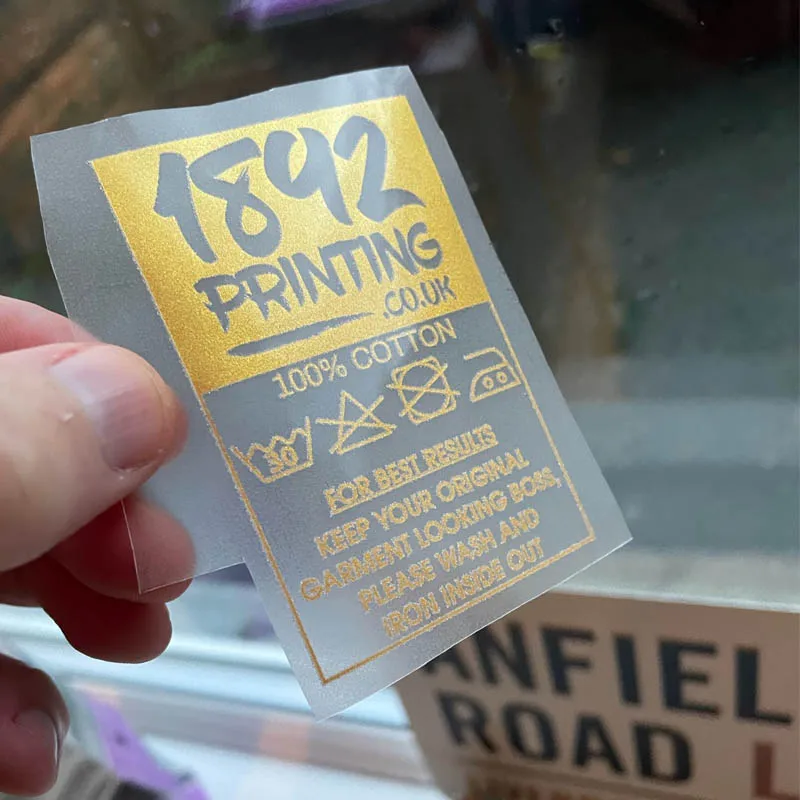 1892
PRINTING
.CO.UK
100% COTTON
30
FOR BEST RESULTS
KEEP YOUR ORIGINAL
GARMENT LOOKING BOSS,
PLEASE WASH AND
IRON INSIDE OUT
ANFIEL
ROAD L